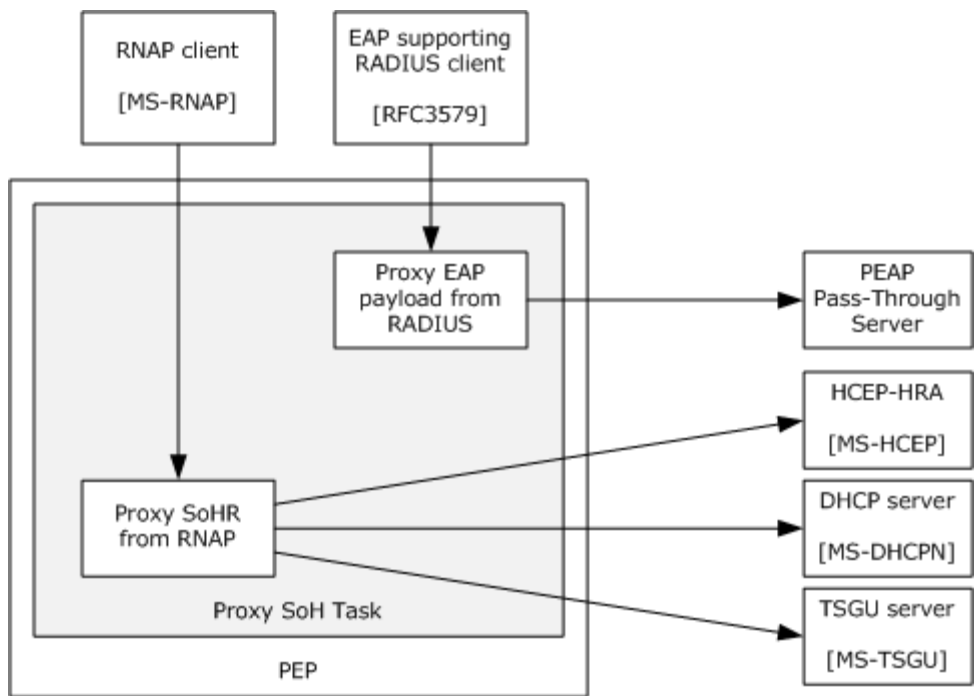 RNAP client
[MS-RNAP]
EAP supporting
RADIUS client
[RFC3579]
Proxy EAP
payload from
RADIUS
PEAP
Pass-Through
Server
HCEP-HRA
[MS-HCEP]
Proxy SoHR
from RNAP
DHCP server
[MS-DHCPN]
Proxy SoH Task
TSGU server
[MS-TSGU]
PEP